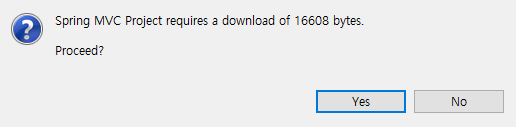 Spring MVC Project requires a download of 16608 bytes.
Proceed?
Yes
No